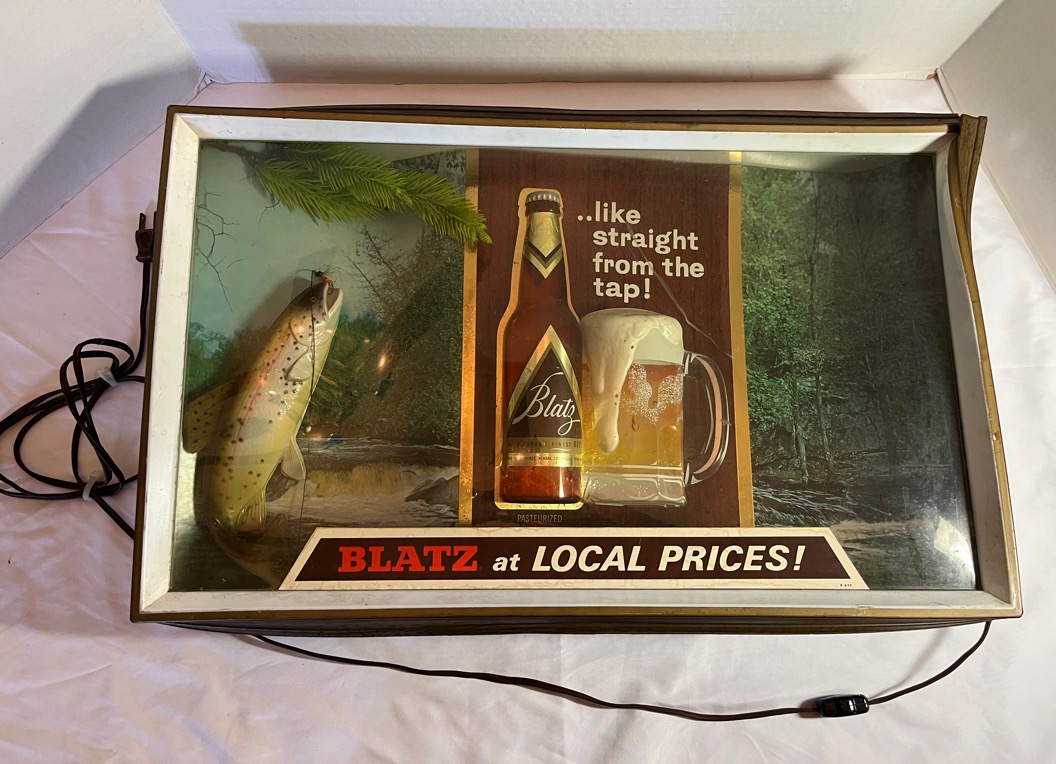 ..like
straight
from the
tap!
Blatz
PASTEURIZED
BLATZ at LOCAL PRICES!